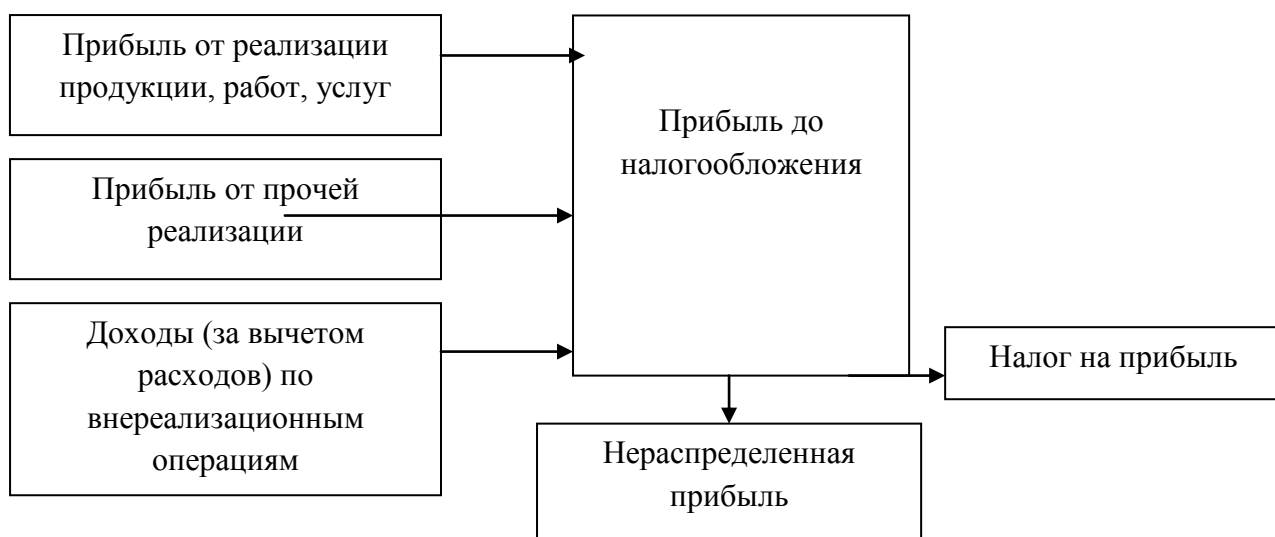 Прибыль от реализации
продукции, работ, услуг
Прибыль до
налогообложения
Прибыль от прочей
реализации
Доходы (за вычетом
расходов) по
внереализационным
операциям
Налог на прибыль
Нераспределенная
прибыль